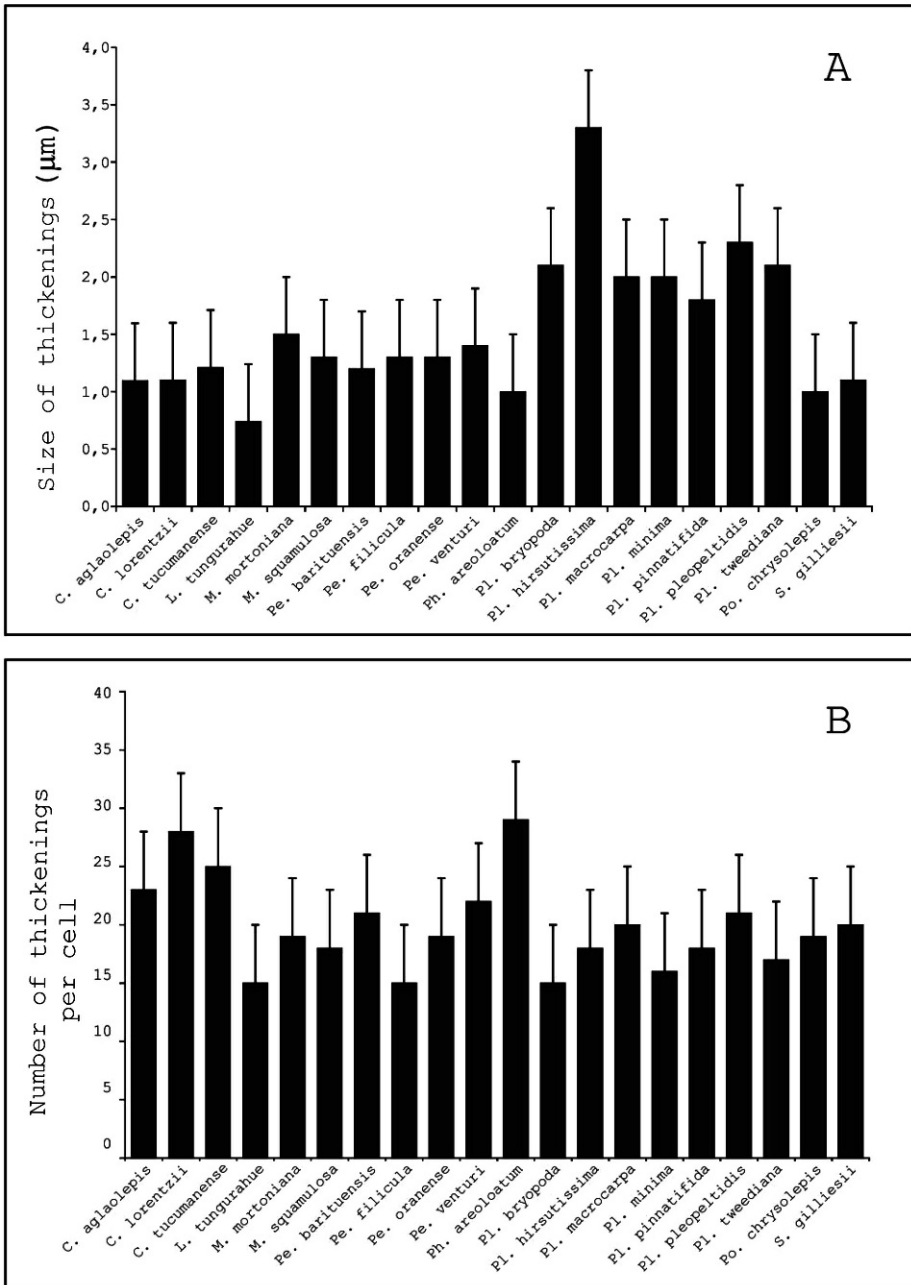 A
Size of thickenings (µm)
4,0
3,5
3,0
2,5
2,0
1,5
1,0
0,5
0,0
C. aglaolepis
C. lorentzii
C. tucumanense
L. tungurahue
M. mortoniana
M. squamulosa
Pe. barituensis
Pe. filicula
Pe. oranense
Pe. venturi
Ph. areoloatum
Pl. bryopoda
Pl. hirsutissima
Pl. macrocarpa
Pl. minima
Pl. pinnatifida
Pl. pleopeltidis
Pl. tweediana
Po. chrysolepis
S. gilliesii
B
Number of thickenings
per cell
40
35
30
25
20
15
10
5
0
C. aglaolepis
C. lorentzii
C. tucumanense
L. tungurahue
M. mortoniana
M. squamulosa
Pe. barituensis
Pe. filicula
Pe. oranense
Pe. venturi
Ph. areoloatum
Pl. bryopoda
Pl. hirsutissima
Pl. macrocarpa
Pl. minima
Pl. pinnatifida
Pl. pleopeltidis
Pl. tweediana
Po. chrysolepis
S. gilliesii